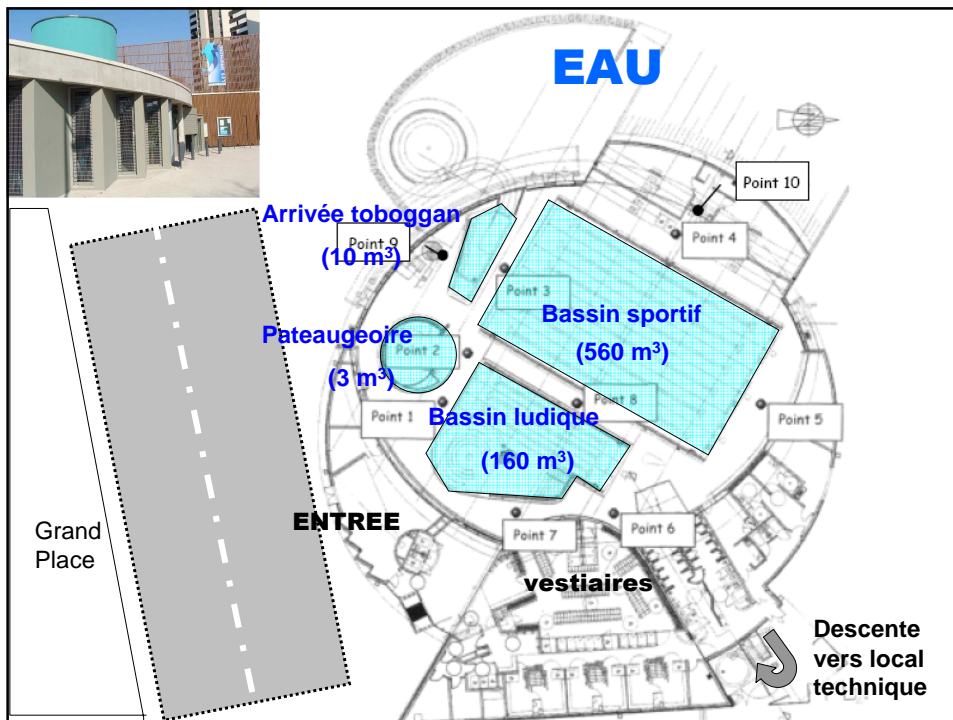 EAU
Point 10
Arrivée toboggan
Point 4
Point 9
(10 m³)
Point 3
Bassin sportif
Pateaugeoire
(560 m³)
Point 2
(3 m³)
Point 8
Point 1
Bassin ludique
Point 5
(160 m³)
ENTREE
Grand
Place
Point 7
Point 6
vestiaires
Descente
vers local
technique